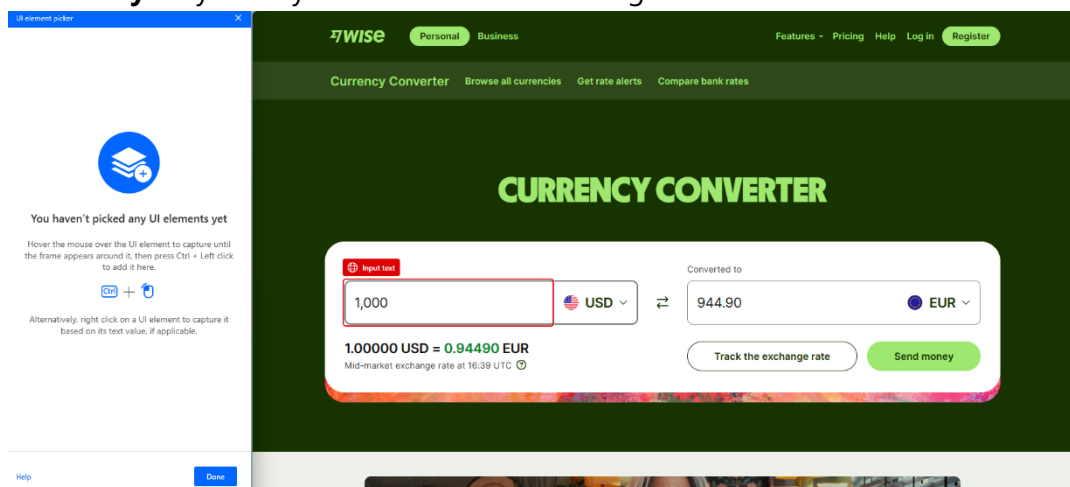 UI element picker
You haven't picked any UI elements yet
Hover the mouse over the UI element to capture until
the frame appears around it, then press Ctrl + Left click
to add it here.
Ctrl +
Alternatively, right click on a UI element to capture it
based on its text value, if applicable.
Help
Done
7WISE
Personal
Business
Features
Pricing
Help
Log in
Register
Currency Converter
Browse all currencies
Get rate alerts
Compare bank rates
CURRENCY CONVERTER
Input text
1,000
USD
Converted to
944.90
EUR
1.00000 USD = 0.94490 EUR
Mid-market exchange rate at 16:39 UTC
Track the exchange rate
Send money